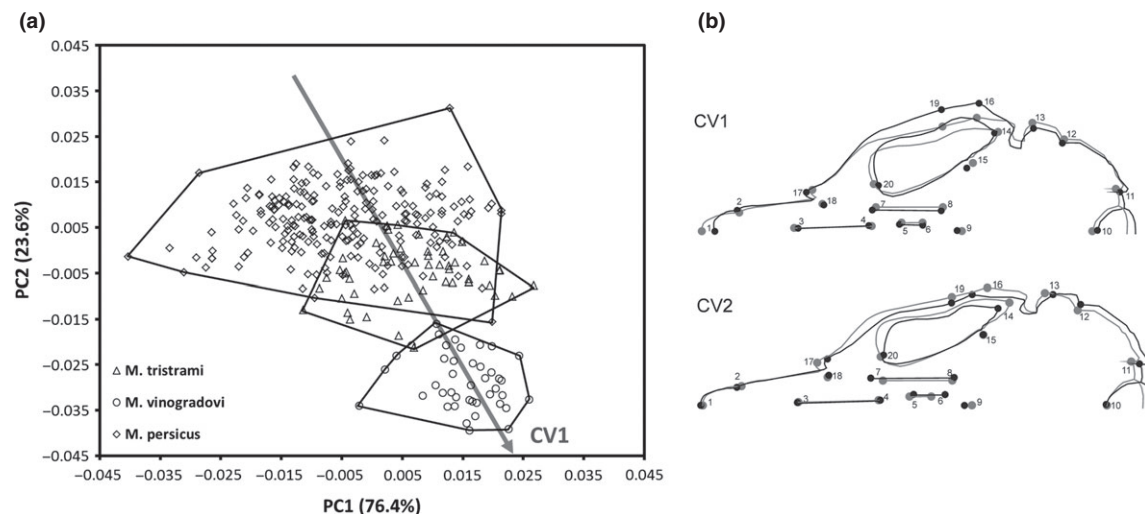 (a)
0.045
0.035
0.025
0.015
0.005
−0.005
−0.015
−0.025
−0.035
−0.045
PC2 (23.6%)
M. tristrami
M. vinogradovi
M. persicus
CV1
−0.045 −0.035 −0.025 −0.015 −0.005 0.005 0.015 0.025 0.035 0.045
PC1 (76.4%)
(b)
CV1
19 16
13
14 12
15
17 20
2 18 11
7 8
1 3 4 5 6 9 10
CV2
19 16 13
14 12
15
17 20
18 11
2 7 8
1 3 4 5 6 9 10